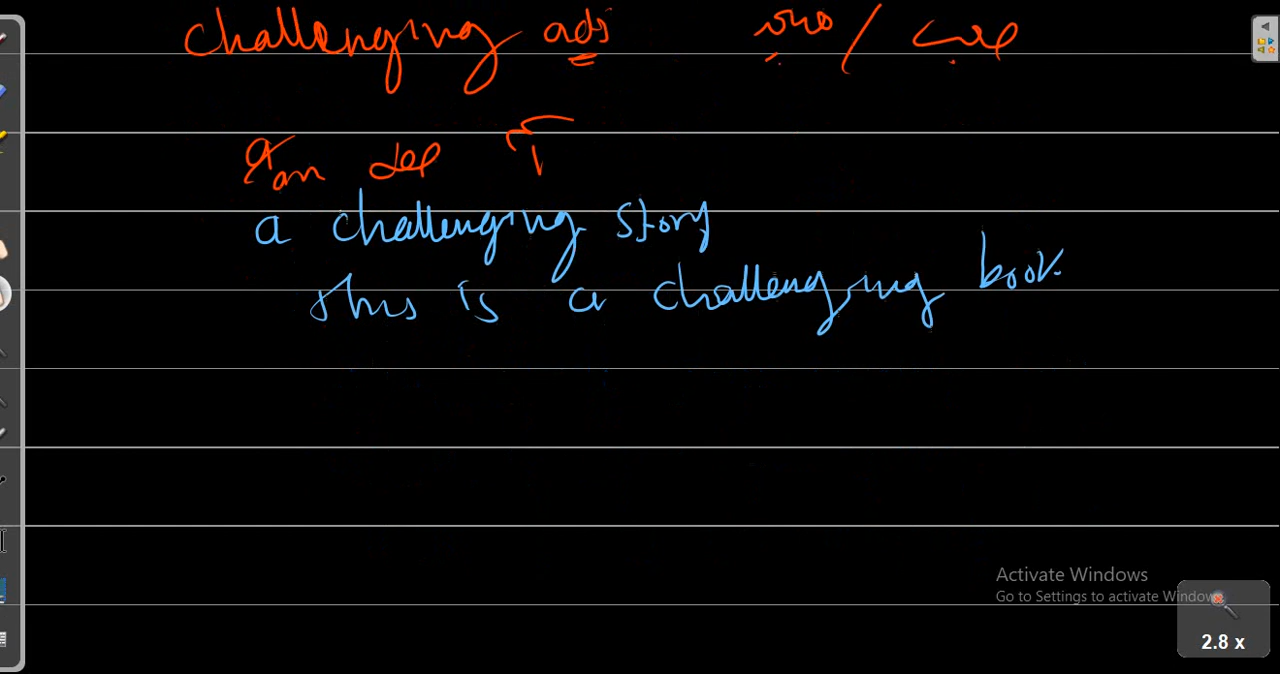 challenging adj
a challenging story
this is a challenging book.
Activate Windows
Go to Settings to activate Windows.
2.8 x